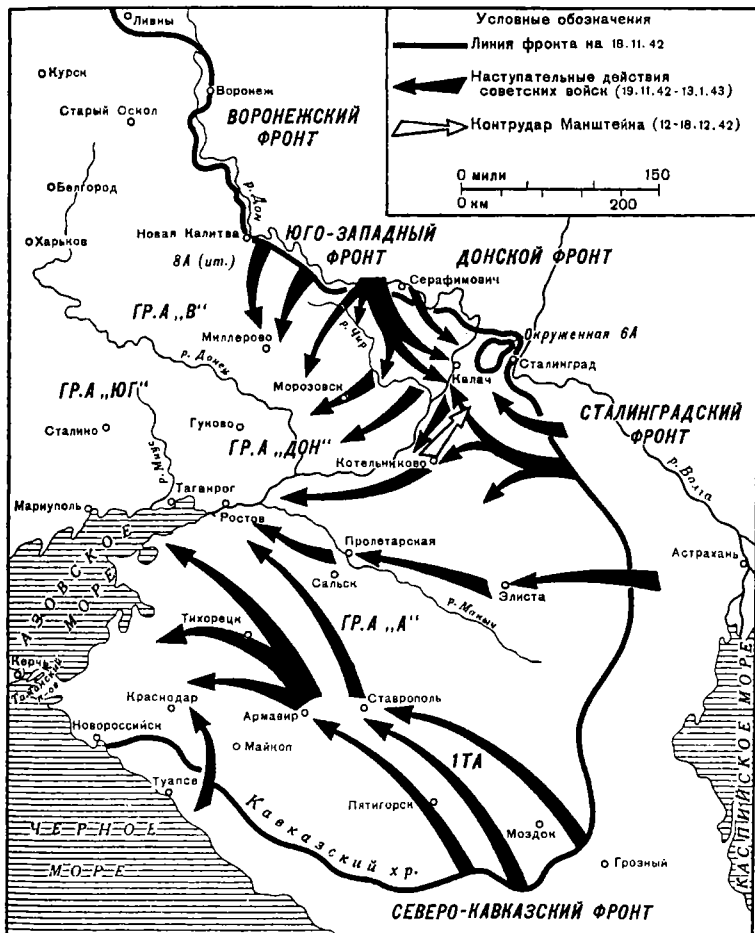 Условные обозначения
Линия фронта на 18.11.42
Наступательные действия
советских войск (19.11.42-13.1.43)
Контрудар Манштейна (12-18.12.42)
0 мили 150
0 км 200
Ливны
Курск
Воронеж
Старый Оскол
ВОРОНЕЖСКИЙ
ФРОНТ
Белгород
р. Дон
Харьков
Новая Калитва
8А (ит.)
ЮГО-ЗАПАДНЫЙ
ФРОНТ
ДОНСКОЙ ФРОНТ
Серафимович
ГР.А „В"
Миллерово
р. Чир
Окруженная 6А
Сталинград
р. Донец
Калач
Морозовск
ГР.А „ЮГ"
СТАЛИНГРАДСКИЙ
ФРОНТ
Сталино
Гуково
ГР.А „ДОН"
р. Миус
Котельниково
р. Волга
Таганрог
Мариуполь
Ростов
Пролетарская
Астрахань
АЗОВСКОЕ
МОРЕ
Сальск
Элиста
р. Маныч
Тихорецк
ГР.А „А"
Керчь
Таманский
п-ов
Краснодар
Армавир
Ставрополь
Новороссийск
Майкоп
1ТА
Туапсе
Пятигорск
Моздок
Кавказский хр.
Грозный
ЧЕРНОЕ
МОРЕ
КАСПИЙСКОЕ МОРЕ
СЕВЕРО-КАВКАЗСКИЙ ФРОНТ